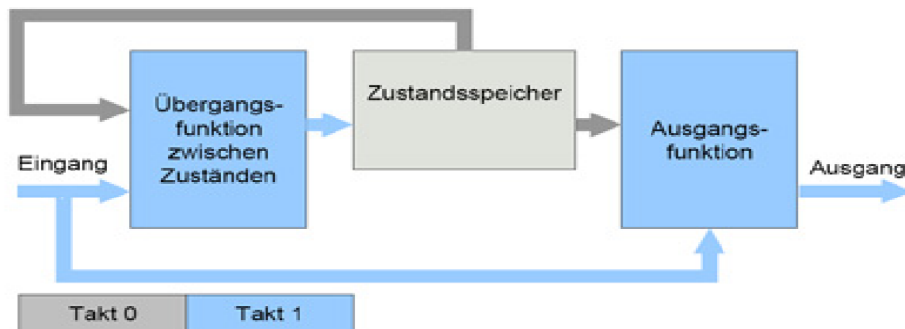 Übergangs-
funktion
zwischen
Zuständen
Zustandsspeicher
Ausgangs-
funktion
Eingang
Ausgang
Takt 0
Takt 1